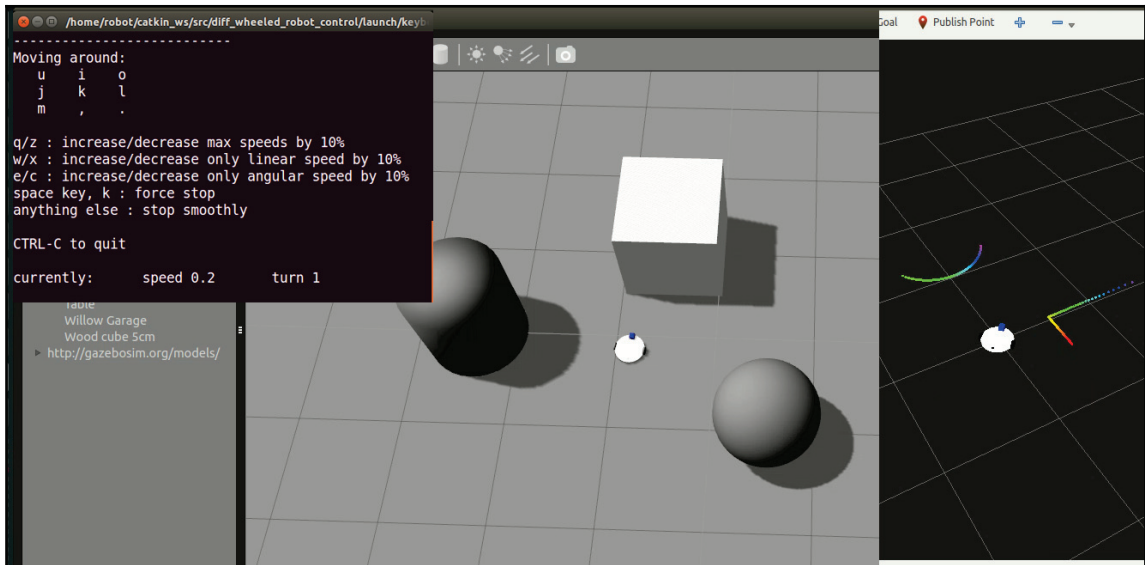 /home/robot/catkin_ws/src/diff_wheeled_robot_control/launch/keyb
---------------------------
Moving around:
u i o
j k l
m , .
q/z : increase/decrease max speeds by 10%
w/x : increase/decrease only linear speed by 10%
e/c : increase/decrease only angular speed by 10%
space key, k : force stop
anything else : stop smoothly
CTRL-C to quit
currently: speed 0.2 turn 1
Table
Willow Garage
Wood cube 5cm
http://gazebosim.org/models/
Goal Publish Point